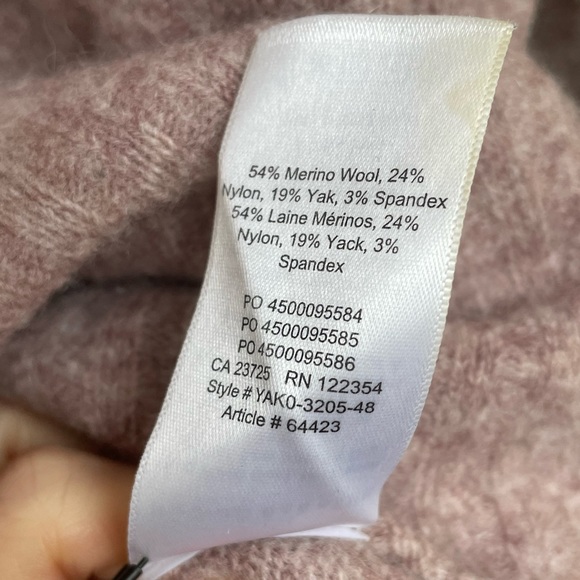 54% Merino Wool, 24%
Nylon, 19% Yak, 3% Spandex
54% Laine Mérinos, 24%
Nylon, 19% Yack, 3%
Spandex
PO 4500095584
PO 4500095585
PO 4500095586
CA 23725 RN 122354
Style # YAK0-3205-48
Article # 64423